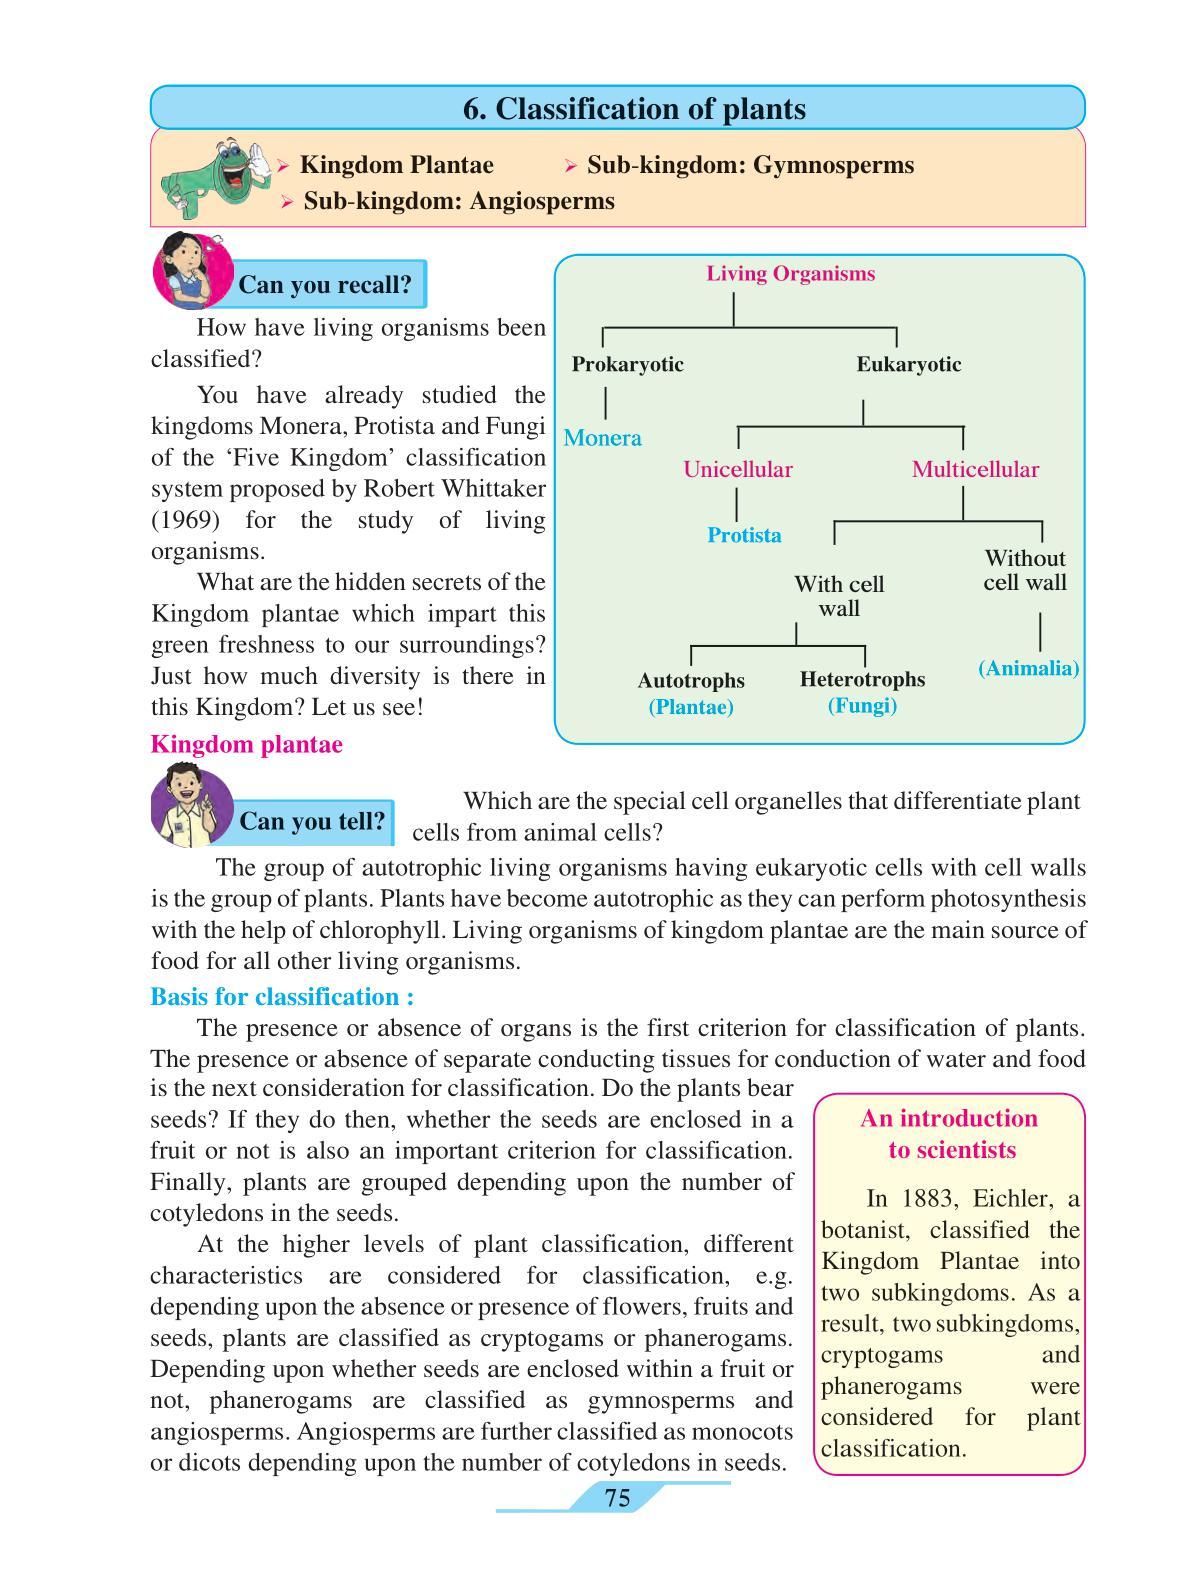 6. Classification of plants
➢ Kingdom Plantae ➢ Sub-kingdom: Gymnosperms
➢ Sub-kingdom: Angiosperms
Can you recall?
How have living organisms been
classified?
You have already studied the
kingdoms Monera, Protista and Fungi
of the ‘Five Kingdom’ classification
system proposed by Robert Whittaker
(1969) for the study of living
organisms.
What are the hidden secrets of the
Kingdom plantae which impart this
green freshness to our surroundings?
Just how much diversity is there in
this Kingdom? Let us see!
Living Organisms
Prokaryotic Eukaryotic
Monera
Unicellular Multicellular
Protista
With cell
wall
Without
cell wall
Autotrophs
(Plantae)
Heterotrophs
(Fungi)
(Animalia)
Kingdom plantae
Can you tell?
Which are the special cell organelles that differentiate plant
cells from animal cells?
The group of autotrophic living organisms having eukaryotic cells with cell walls
is the group of plants. Plants have become autotrophic as they can perform photosynthesis
with the help of chlorophyll. Living organisms of kingdom plantae are the main source of
food for all other living organisms.
Basis for classification :
The presence or absence of organs is the first criterion for classification of plants.
The presence or absence of separate conducting tissues for conduction of water and food
is the next consideration for classification. Do the plants bear
seeds? If they do then, whether the seeds are enclosed in a
fruit or not is also an important criterion for classification.
Finally, plants are grouped depending upon the number of
cotyledons in the seeds.
At the higher levels of plant classification, different
characteristics are considered for classification, e.g.
depending upon the absence or presence of flowers, fruits and
seeds, plants are classified as cryptogams or phanerogams.
Depending upon whether seeds are enclosed within a fruit or
not, phanerogams are classified as gymnosperms and
angiosperms. Angiosperms are further classified as monocots
or dicots depending upon the number of cotyledons in seeds.
An introduction
to scientists
In 1883, Eichler, a
botanist, classified the
Kingdom Plantae into
two subkingdoms. As a
result, two subkingdoms,
cryptogams and
phanerogams were
considered for plant
classification.
75